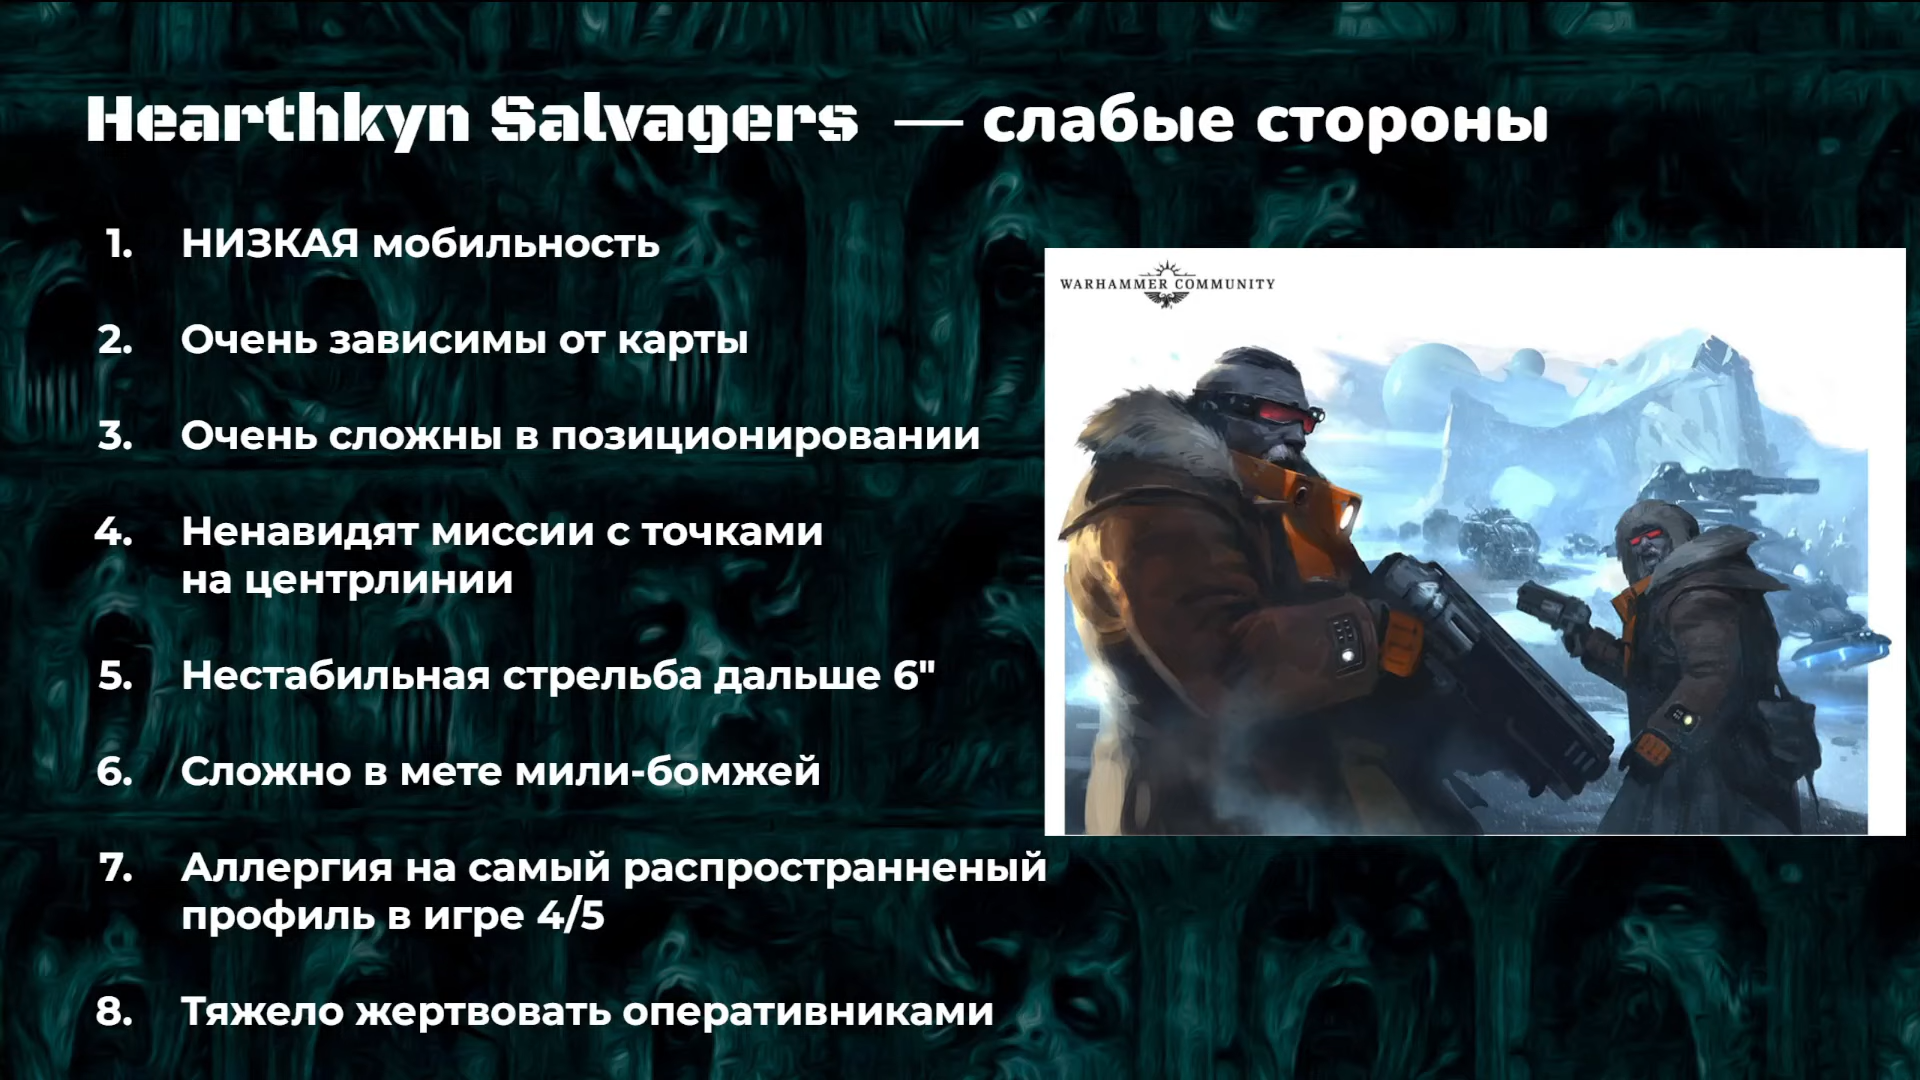 Hearthkyn Salvagers — слабые стороны
1. НИЗКАЯ мобильность
2. Очень зависимы от карты
3. Очень сложны в позиционировании
4. Ненавидят миссии с точками
на центрлинии
5. Нестабильная стрельба дальше 6"
6. Сложно в мете мили-бомжей
7. Аллергия на самый распространненый
профиль в игре 4/5
8. Тяжело жертвовать оперативниками
WARHAMMER COMMUNITY